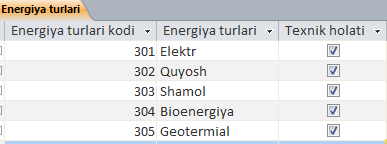 Energiya turlari
Energiya turlari kodi Energiya turlari Texnik holati
301 Elektr
302 Quyosh
303 Shamol
304 Bioenergiya
305 Geotermial